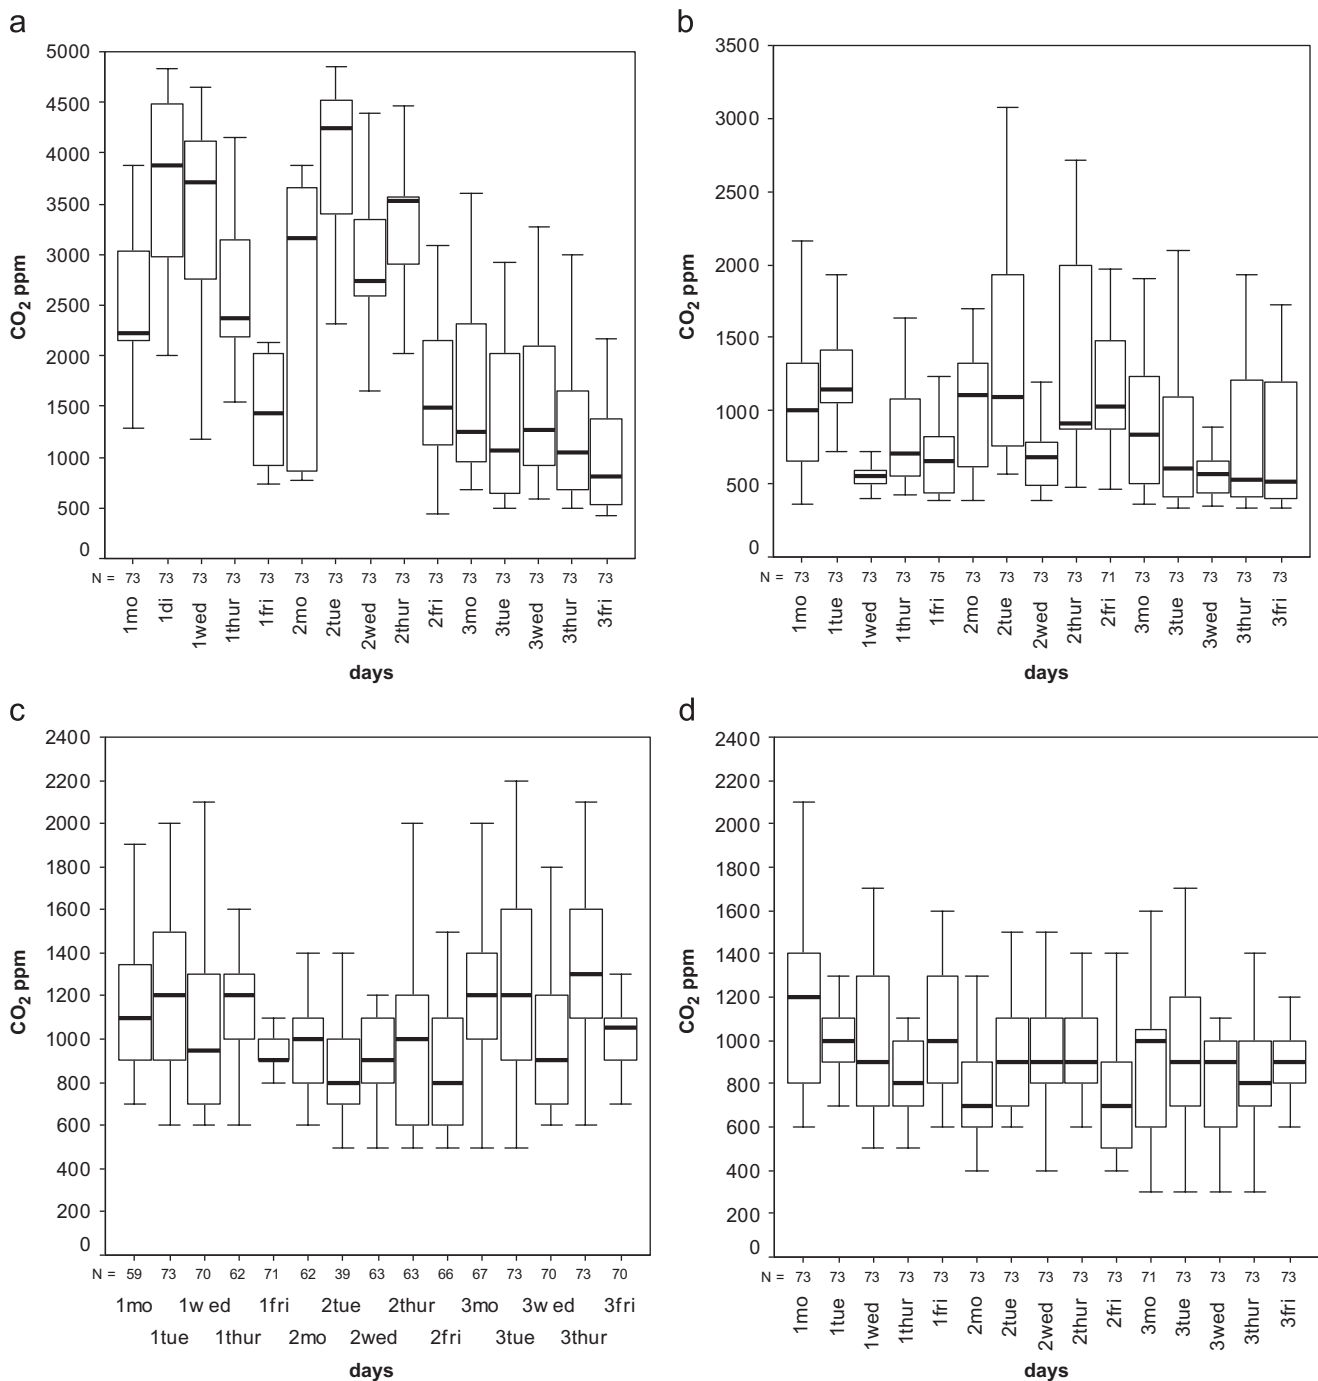 a
5000
4500
4000
3500
3000
2500
2000
1500
1000
500
0
CO2 ppm
N = 73 73 73 73 73 73 73 73 73 73 73 73 73 73 73
1mo 1di 1wed 1thur 1fri 2mo 2tue 2wed 2thur 2fri 3mo 3tue 3wed 3thur 3fri
days
b
3500
3000
2500
2000
1500
1000
500
0
CO2 ppm
N = 73 73 73 73 75 73 73 73 73 71 73 73 73 73 73
1mo 1tue 1wed 1thur 1fri 2mo 2tue 2wed 2thur 2fri 3mo 3tue 3wed 3thur 3fri
days
c
2400
2200
2000
1800
1600
1400
1200
1000
800
600
400
200
0
CO2 ppm
N = 59 73 70 62 71 62 39 63 63 66 67 73 70 73 70
1mo 1w ed 1fri 2tue 2thur 3mo 3w ed 3fri
1tue 1thur 2mo 2wed 2fri 3tue 3thur
days
d
2400
2200
2000
1800
1600
1400
1200
1000
800
600
400
200
0
CO2 ppm
N = 73 73 73 73 73 73 73 73 73 73 71 73 73 73 73
1mo 1tue 1wed 1thur 1fri 2mo 2tue 2wed 2thur 2fri 3mo 3tue 3wed 3thur 3fri
days